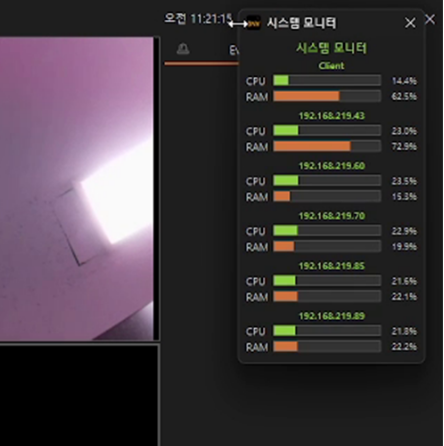 오전 11:21:15
시스템 모니터
시스템 모니터
Client
CPU 14.4%
RAM 62.5%
192.168.219.43
CPU 23.0%
RAM 72.9%
192.168.219.60
CPU 23.5%
RAM 15.3%
192.168.219.70
CPU 22.9%
RAM 19.9%
192.168.219.85
CPU 21.6%
RAM 22.1%
192.168.219.89
CPU 21.8%
RAM 22.2%